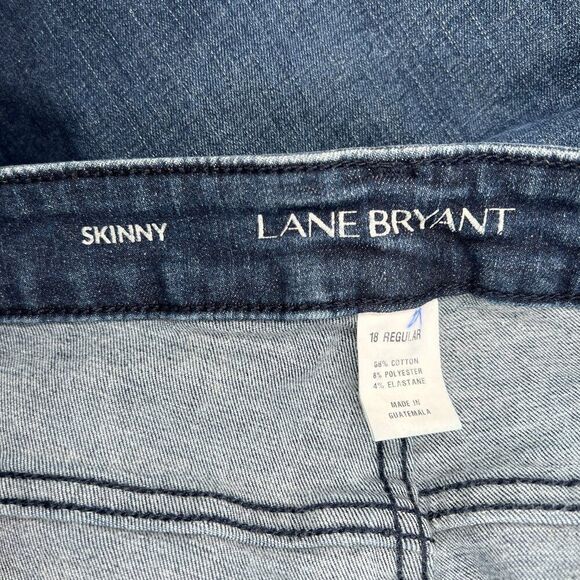 SKINNY
LANE BRYANT
18 REGULAR
88% COTTON
8% POLYESTER
4% ELASTANE
MADE IN
GUATEMALA